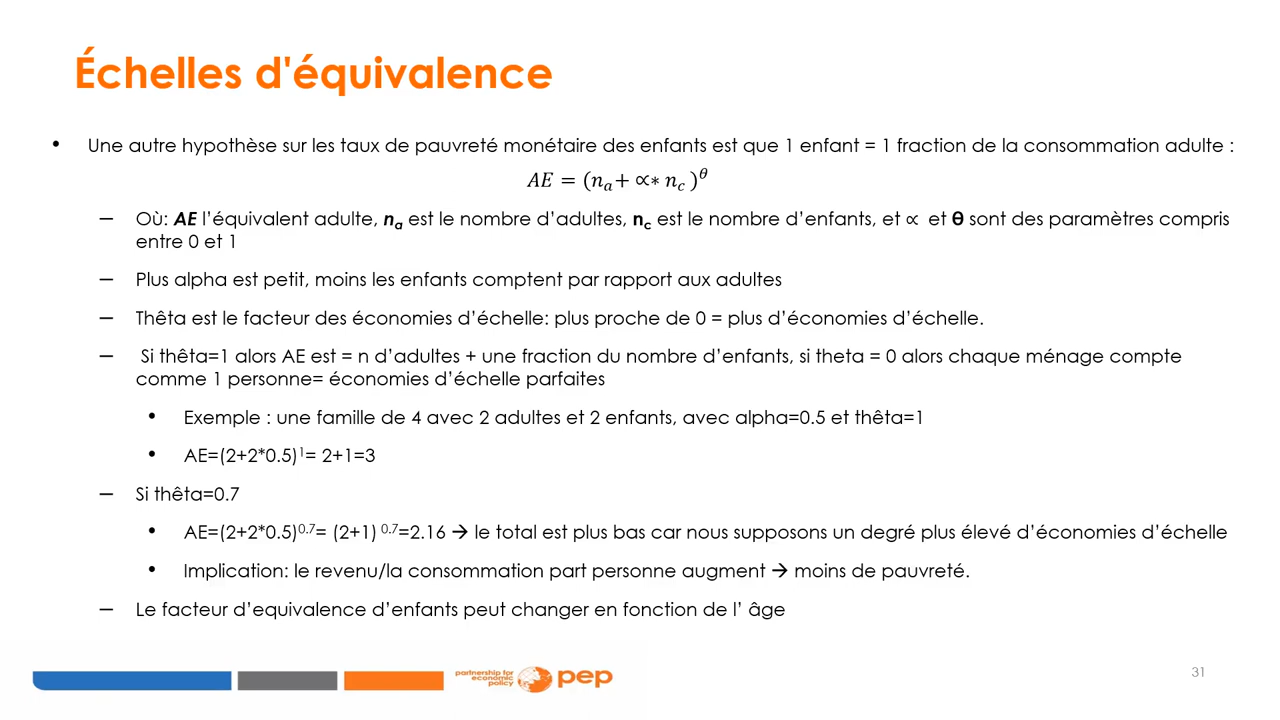 Échelles d'équivalence
• Une autre hypothèse sur les taux de pauvreté monétaire des enfants est que 1 enfant = 1 fraction de la consommation adulte :
AE = (nₐ+ ∝∗ n_c )^θ
– Où: AE l’équivalent adulte, nₐ est le nombre d’adultes, n_c est le nombre d’enfants, et ∝ et θ sont des paramètres compris
entre 0 et 1
– Plus alpha est petit, moins les enfants comptent par rapport aux adultes
– Thêta est le facteur des économies d’échelle: plus proche de 0 = plus d’économies d’échelle.
– Si thêta=1 alors AE est = n d’adultes + une fraction du nombre d’enfants, si theta = 0 alors chaque ménage compte
comme 1 personne= économies d’échelle parfaites
• Exemple : une famille de 4 avec 2 adultes et 2 enfants, avec alpha=0.5 et thêta=1
• AE=(2+2*0.5)^1= 2+1=3
– Si thêta=0.7
• AE=(2+2*0.5)^0.7= (2+1) ^0.7=2.16 → le total est plus bas car nous supposons un degré plus élevé d’économies d’échelle
• Implication: le revenu/la consommation part personne augment → moins de pauvreté.
– Le facteur d’equivalence d’enfants peut changer en fonction de l’ âge
partnership for
economic
policy
pep
31